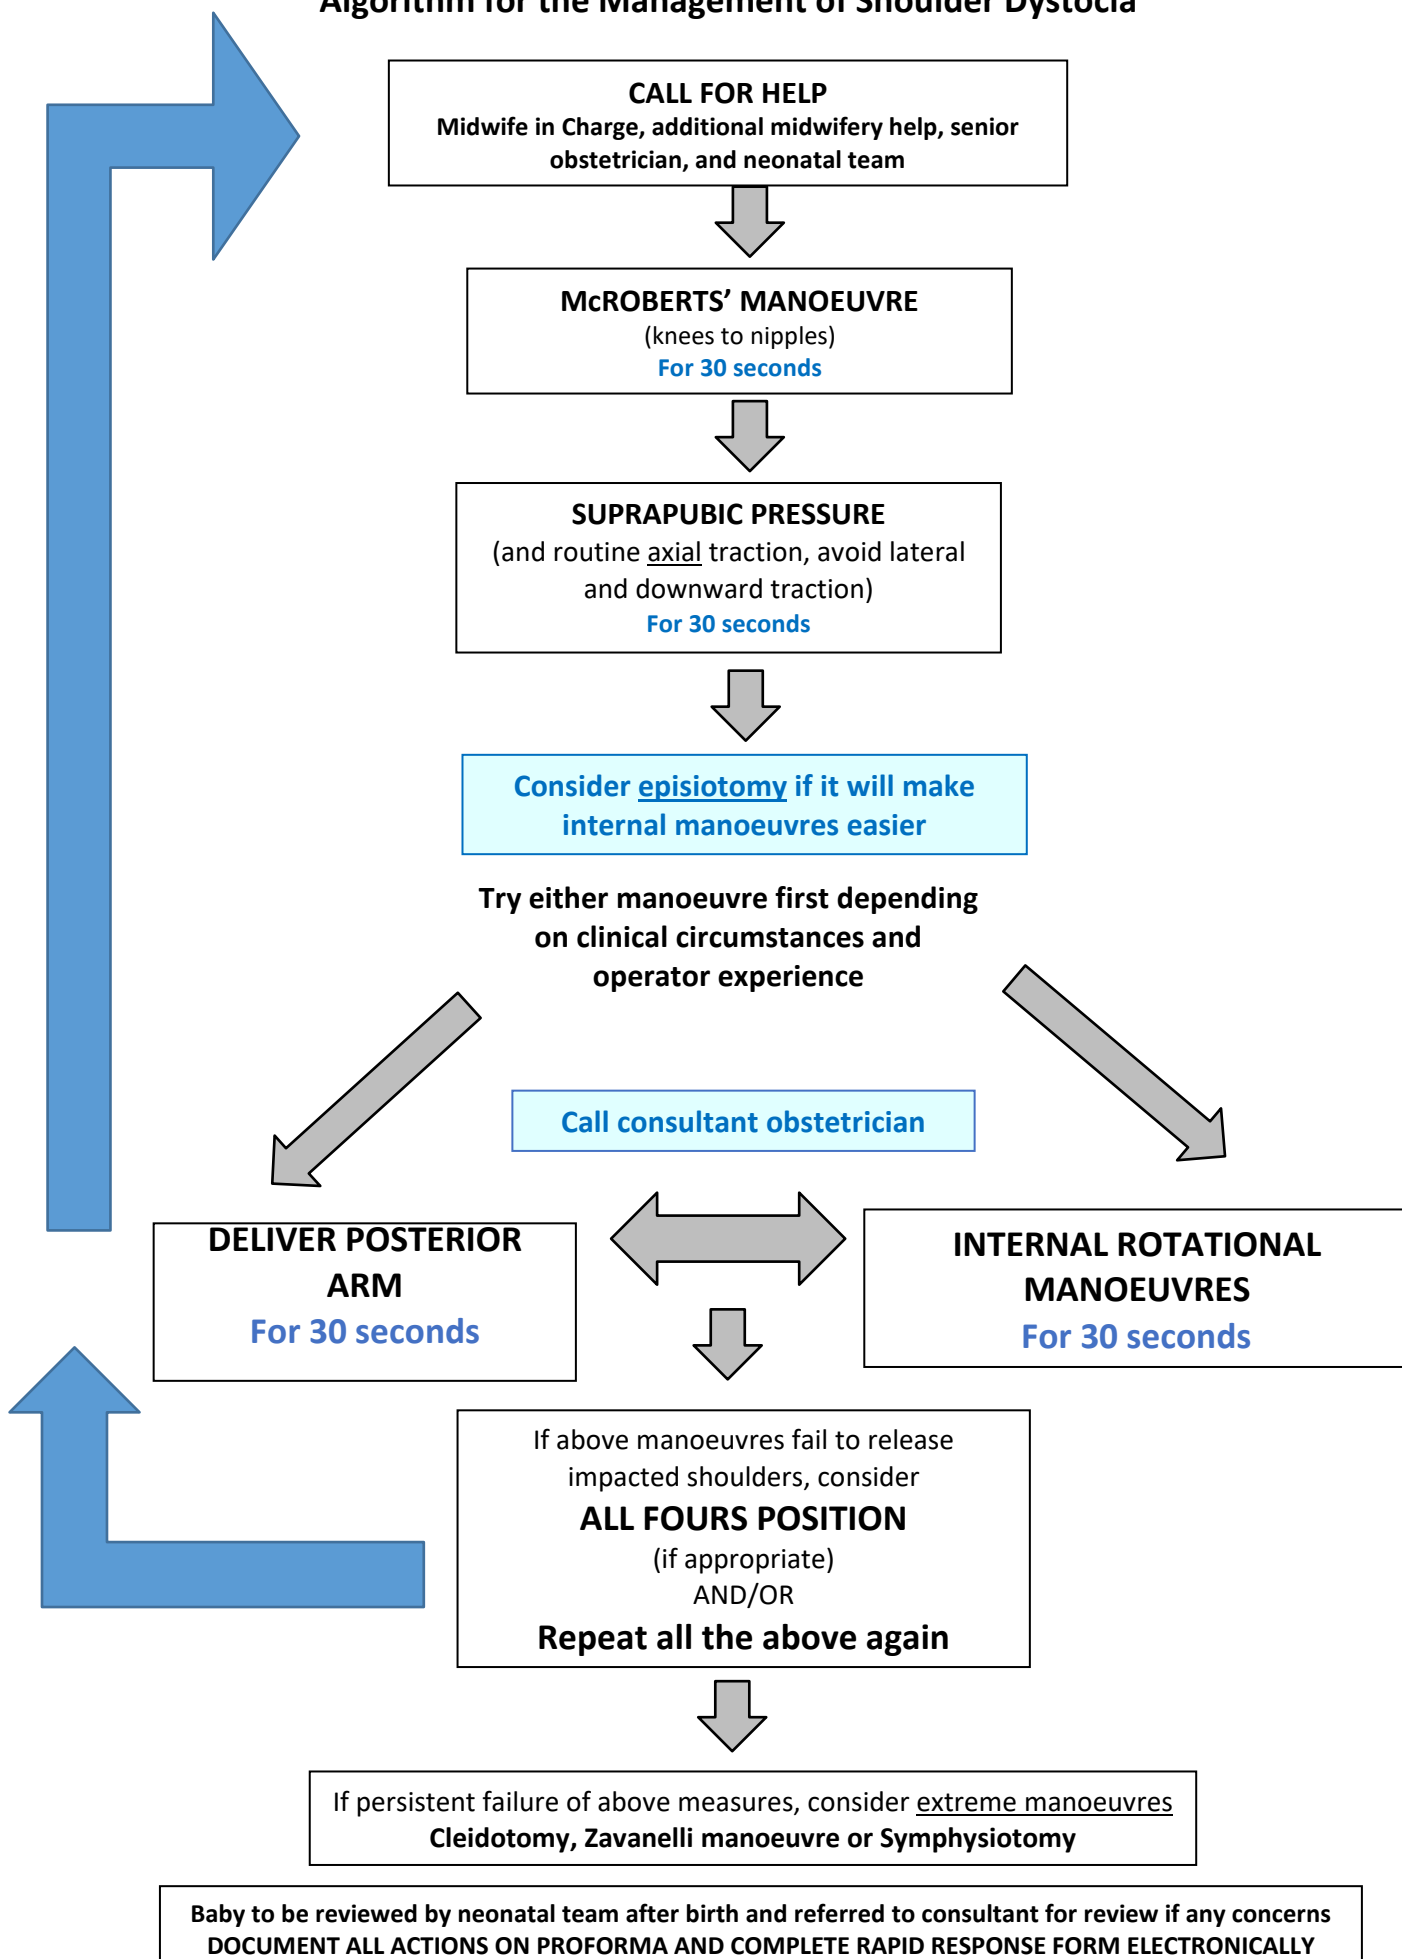 Algorithm for the Management of Shoulder Dystocia
CALL FOR HELP
Midwife in Charge, additional midwifery help, senior
obstetrician, and neonatal team
McROBERTS’ MANOEUVRE
(knees to nipples)
For 30 seconds
SUPRAPUBIC PRESSURE
(and routine axial traction, avoid lateral
and downward traction)
For 30 seconds
Consider episiotomy if it will make
internal manoeuvres easier
Try either manoeuvre first depending
on clinical circumstances and
operator experience
Call consultant obstetrician
DELIVER POSTERIOR
ARM
For 30 seconds
INTERNAL ROTATIONAL
MANOEUVRES
For 30 seconds
If above manoeuvres fail to release
impacted shoulders, consider
ALL FOURS POSITION
(if appropriate)
AND/OR
Repeat all the above again
If persistent failure of above measures, consider extreme manoeuvres
Cleidotomy, Zavanelli manoeuvre or Symphysiotomy
Baby to be reviewed by neonatal team after birth and referred to consultant for review if any concerns
DOCUMENT ALL ACTIONS ON PROFORMA AND COMPLETE RAPID RESPONSE FORM ELECTRONICALLY